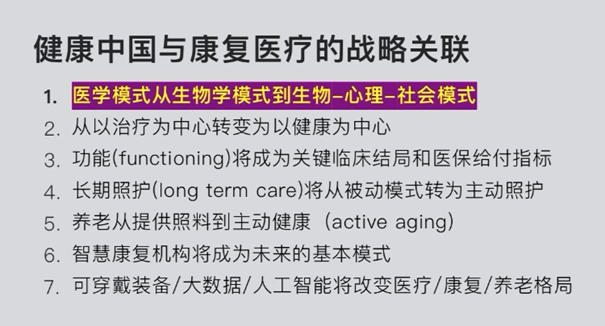 健康中国与康复医疗的战略关联
1. 医学模式从生物学模式到生物-心理-社会模式
2. 从以治疗为中心转变为以健康为中心
3. 功能(functioning)将成为关键临床结局和医保给付指标
4. 长期照护(long term care)将从被动模式转为主动照护
5. 养老从提供照料到主动健康（active aging）
6. 智慧康复机构将成为未来的基本模式
7. 可穿戴装备/大数据/人工智能将改变医疗/康复/养老格局